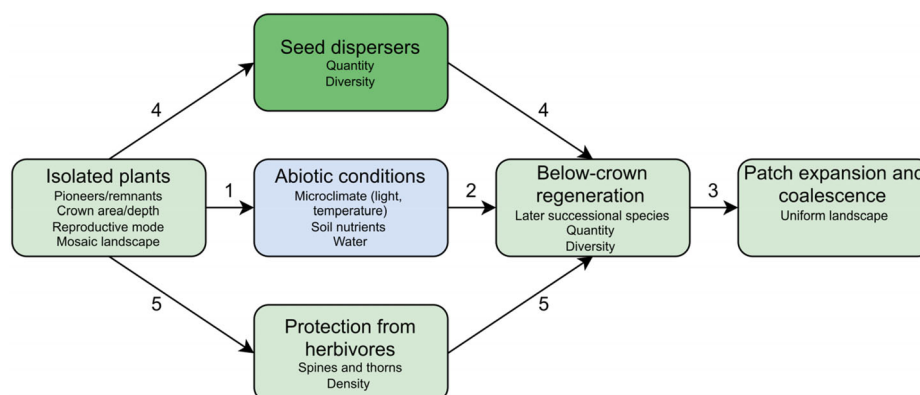 Seed dispersers
Quantity
Diversity
4
4
Isolated plants
Pioneers/remnants
Crown area/depth
Reproductive mode
Mosaic landscape
1
Abiotic conditions
Microclimate (light,
temperature)
Soil nutrients
Water
2
Below-crown
regeneration
Later successional species
Quantity
Diversity
3
Patch expansion and
coalescence
Uniform landscape
5
5
Protection from
herbivores
Spines and thorns
Density